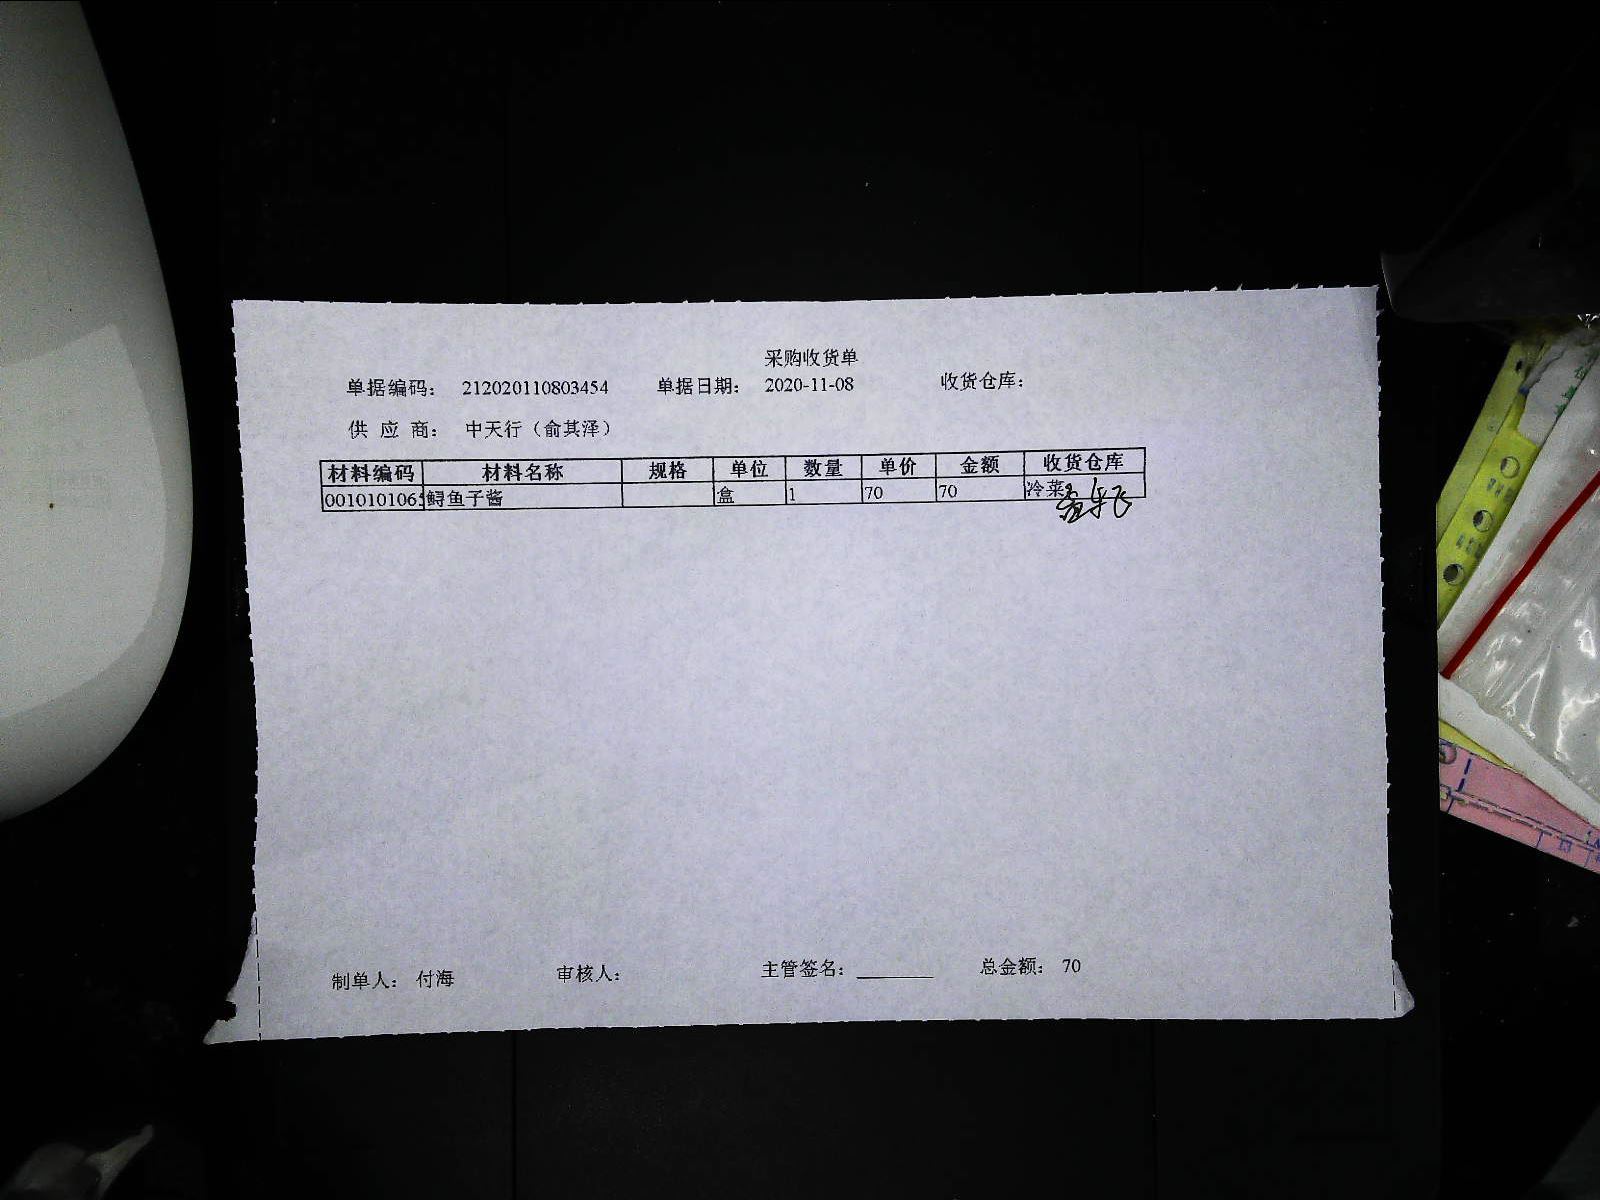 采购收货单
单据编码： 212020110803454 单据日期： 2020-11-08 收货仓库：
供 应 商： 中天行（俞其泽）
材料编码 材料名称 规格 单位 数量 单价 金额 收货仓库
001010106 鲟鱼子酱 盒 1 70 70 冷菜
制单人： 付海 审核人： 主管签名： 总金额： 70